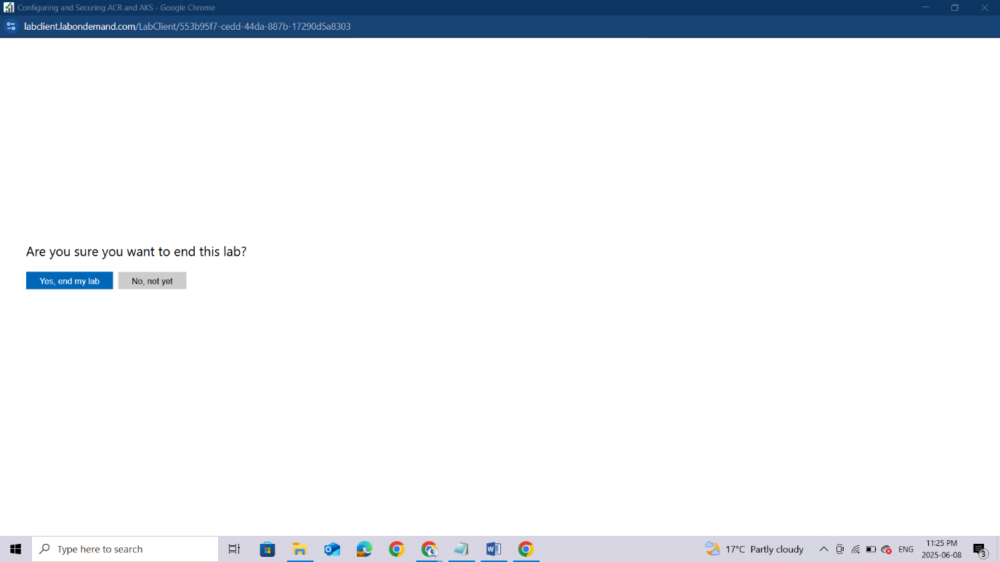 Configuring and Securing ACR and AKS - Google Chrome
labclient.labondemand.com/LabClient/553b95f7-cedd-44da-887b-17290d5a8303
Are you sure you want to end this lab?
Yes, end my lab No, not yet
Type here to search
17°C Partly cloudy
ENG
11:25 PM
2025-06-08
3